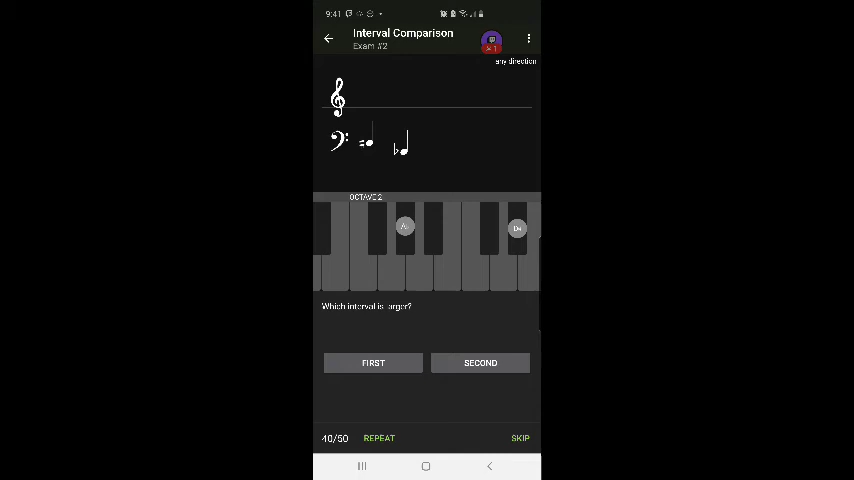 9:41
Interval Comparison
Exam #2
× 1
any direction
OCTAVE 2
A♭
D#
Which interval is larger?
FIRST
SECOND
40/50
REPEAT
SKIP